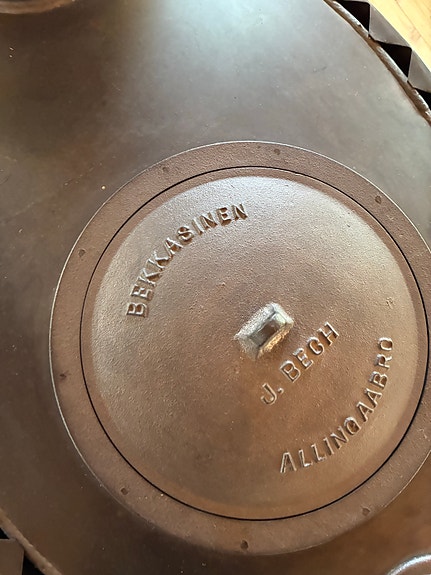 BEKKASINEN
J. BECH
ALLINGAABRO